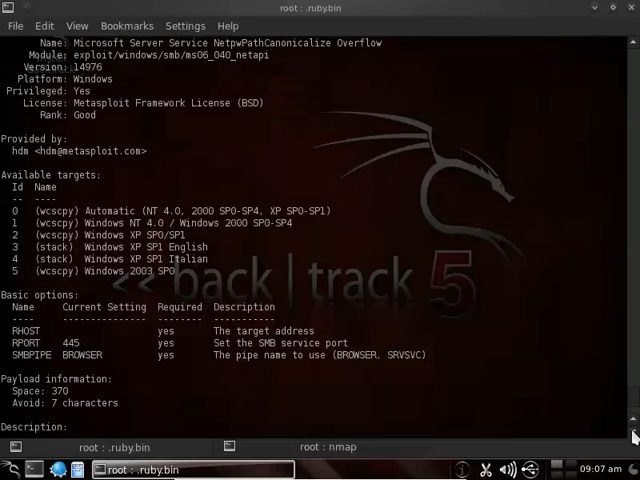 root : .ruby.bin
File Edit View Bookmarks Settings Help
Name: Microsoft Server Service NetpwPathCanonicalize Overflow
Module: exploit/windows/smb/ms06_040_netapi
Version: 14976
Platform: Windows
Privileged: Yes
License: Metasploit Framework License (BSD)
Rank: Good
Provided by:
hdm <hdm@metasploit.com>
Available targets:
Id Name
-- ----
0 (wcscpy) Automatic (NT 4.0, 2000 SP0-SP4, XP SP0-SP1)
1 (wcscpy) Windows NT 4.0 / Windows 2000 SP0-SP4
2 (wcscpy) Windows XP SP0/SP1
3 (stack) Windows XP SP1 English
4 (stack) Windows XP SP1 Italian
5 (wcscpy) Windows 2003 SP0
<< back | track 5
Basic options:
Name Current Setting Required Description
---- --------------- -------- -----------
RHOST yes The target address
RPORT 445 yes Set the SMB service port
SMBPIPE BROWSER yes The pipe name to use (BROWSER, SRVSVC)
Payload information:
Space: 370
Avoid: 7 characters
Description:
root : .ruby.bin root : nmap
root : .ruby.bin 09:07 am